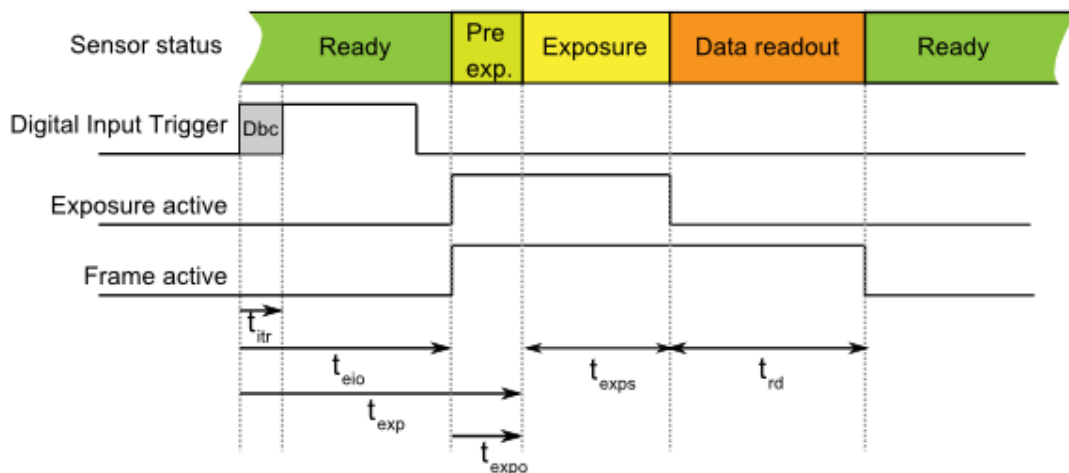 Sensor status
Ready
Pre
exp.
Exposure
Data readout
Ready
Digital Input Trigger
Dbc
Exposure active
Frame active
titr
teio
texps
trd
texp
texpo